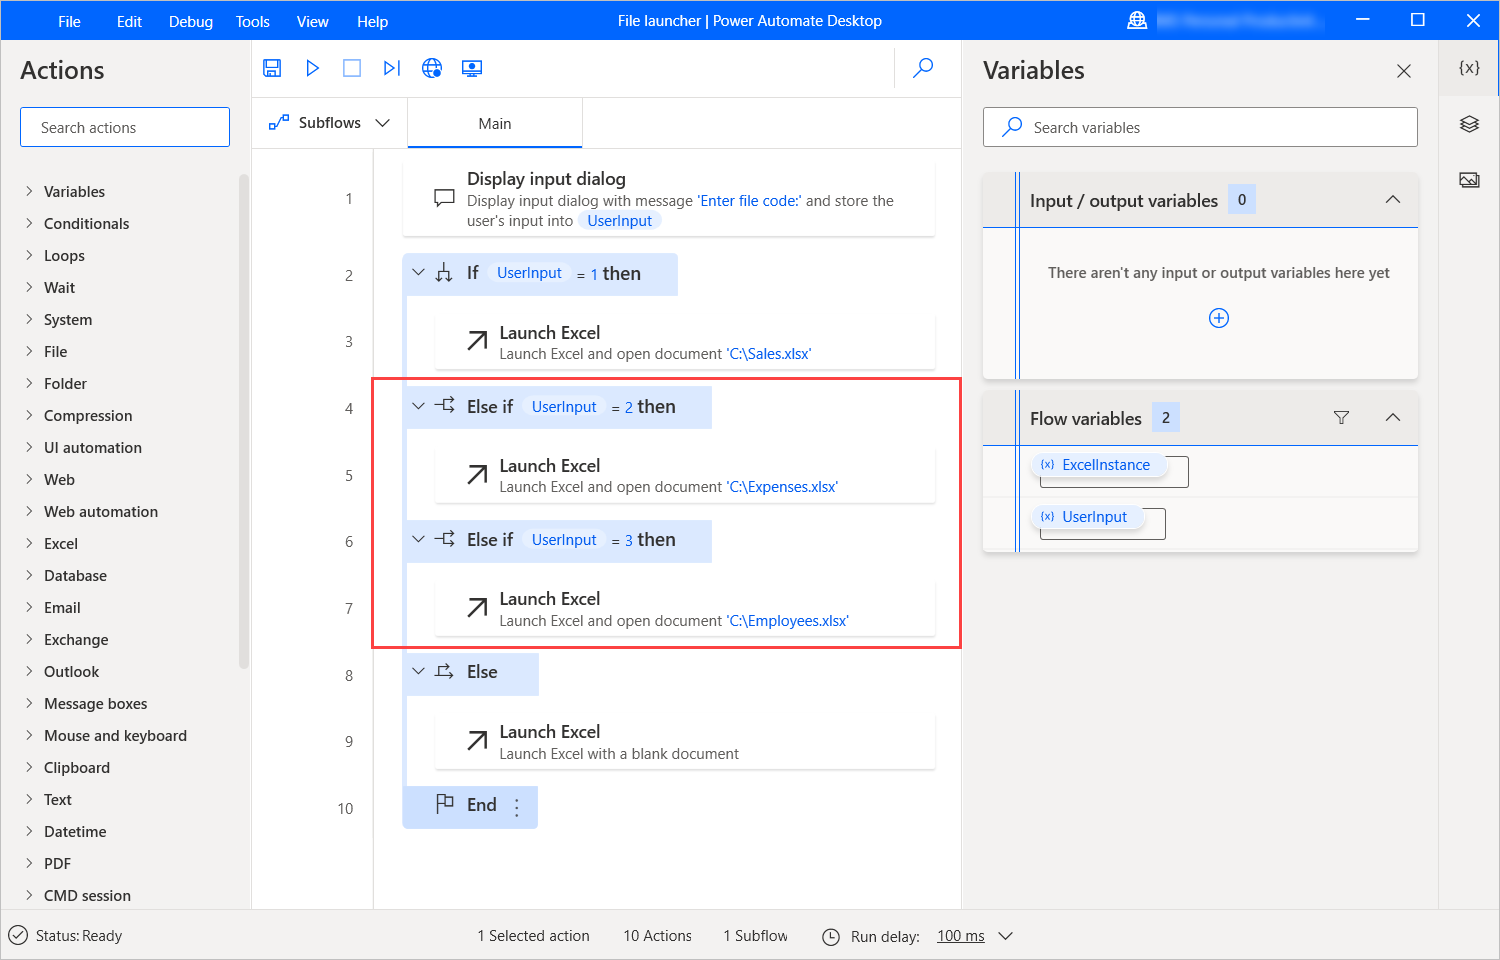 File Edit Debug Tools View Help
File launcher | Power Automate Desktop
Actions
Search actions
Variables
Conditionals
Loops
Wait
System
File
Folder
Compression
UI automation
Web
Web automation
Excel
Database
Email
Exchange
Outlook
Message boxes
Mouse and keyboard
Clipboard
Text
Datetime
PDF
CMD session
Subflows
Main
1
Display input dialog
Display input dialog with message 'Enter file code:' and store the
user's input into UserInput
2 If UserInput = 1 then
3
Launch Excel
Launch Excel and open document 'C:\Sales.xlsx'
4 Else if UserInput = 2 then
5
Launch Excel
Launch Excel and open document 'C:\Expenses.xlsx'
6 Else if UserInput = 3 then
7
Launch Excel
Launch Excel and open document 'C:\Employees.xlsx'
8 Else
9
Launch Excel
Launch Excel with a blank document
10 End
Variables
{x}
Search variables
Input / output variables 0
There aren't any input or output variables here yet
Flow variables 2
{x} ExcelInstance
{x} UserInput
Status: Ready
1 Selected action
10 Actions
1 Subflow
Run delay: 100 ms